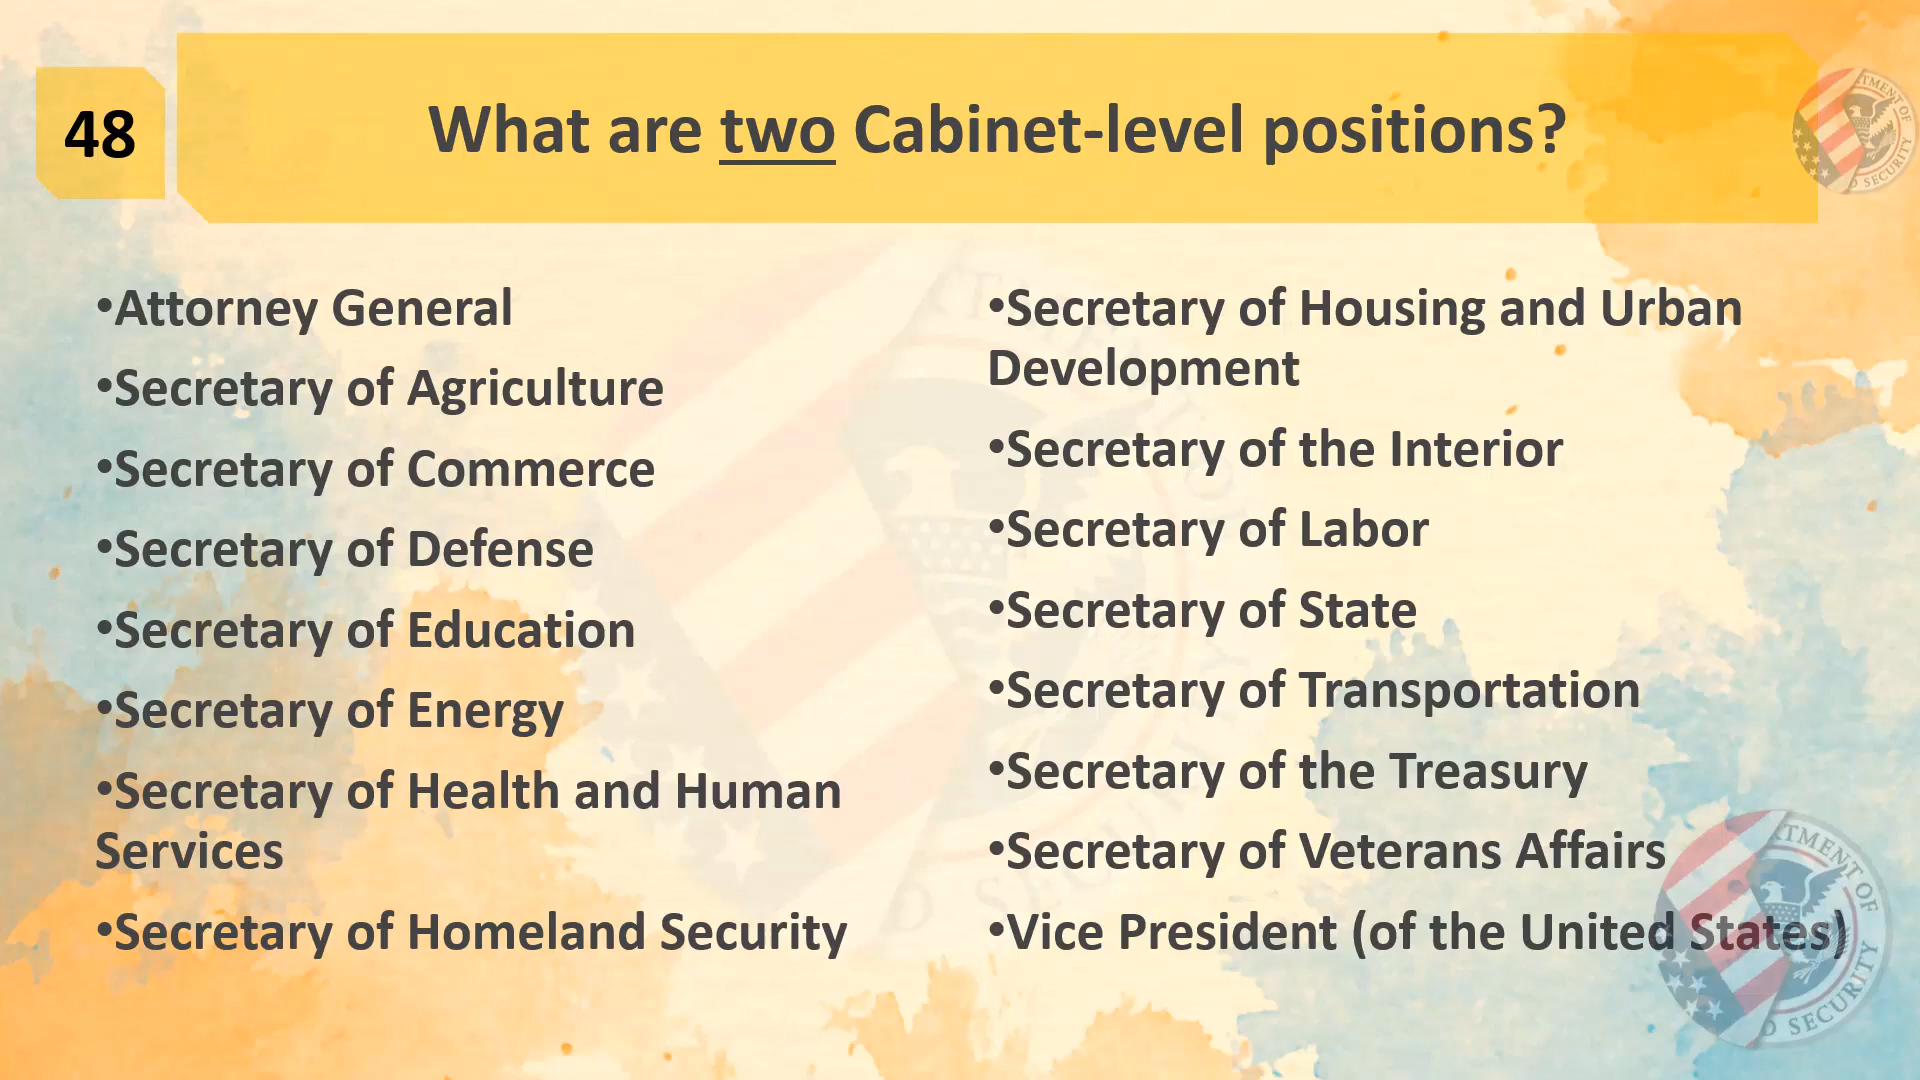 48
What are two Cabinet-level positions?
•Attorney General
•Secretary of Agriculture
•Secretary of Commerce
•Secretary of Defense
•Secretary of Education
•Secretary of Energy
•Secretary of Health and Human
Services
•Secretary of Homeland Security
•Secretary of Housing and Urban
Development
•Secretary of the Interior
•Secretary of Labor
•Secretary of State
•Secretary of Transportation
•Secretary of the Treasury
•Secretary of Veterans Affairs
•Vice President (of the United States)
RTMENT OF
D SECURITY